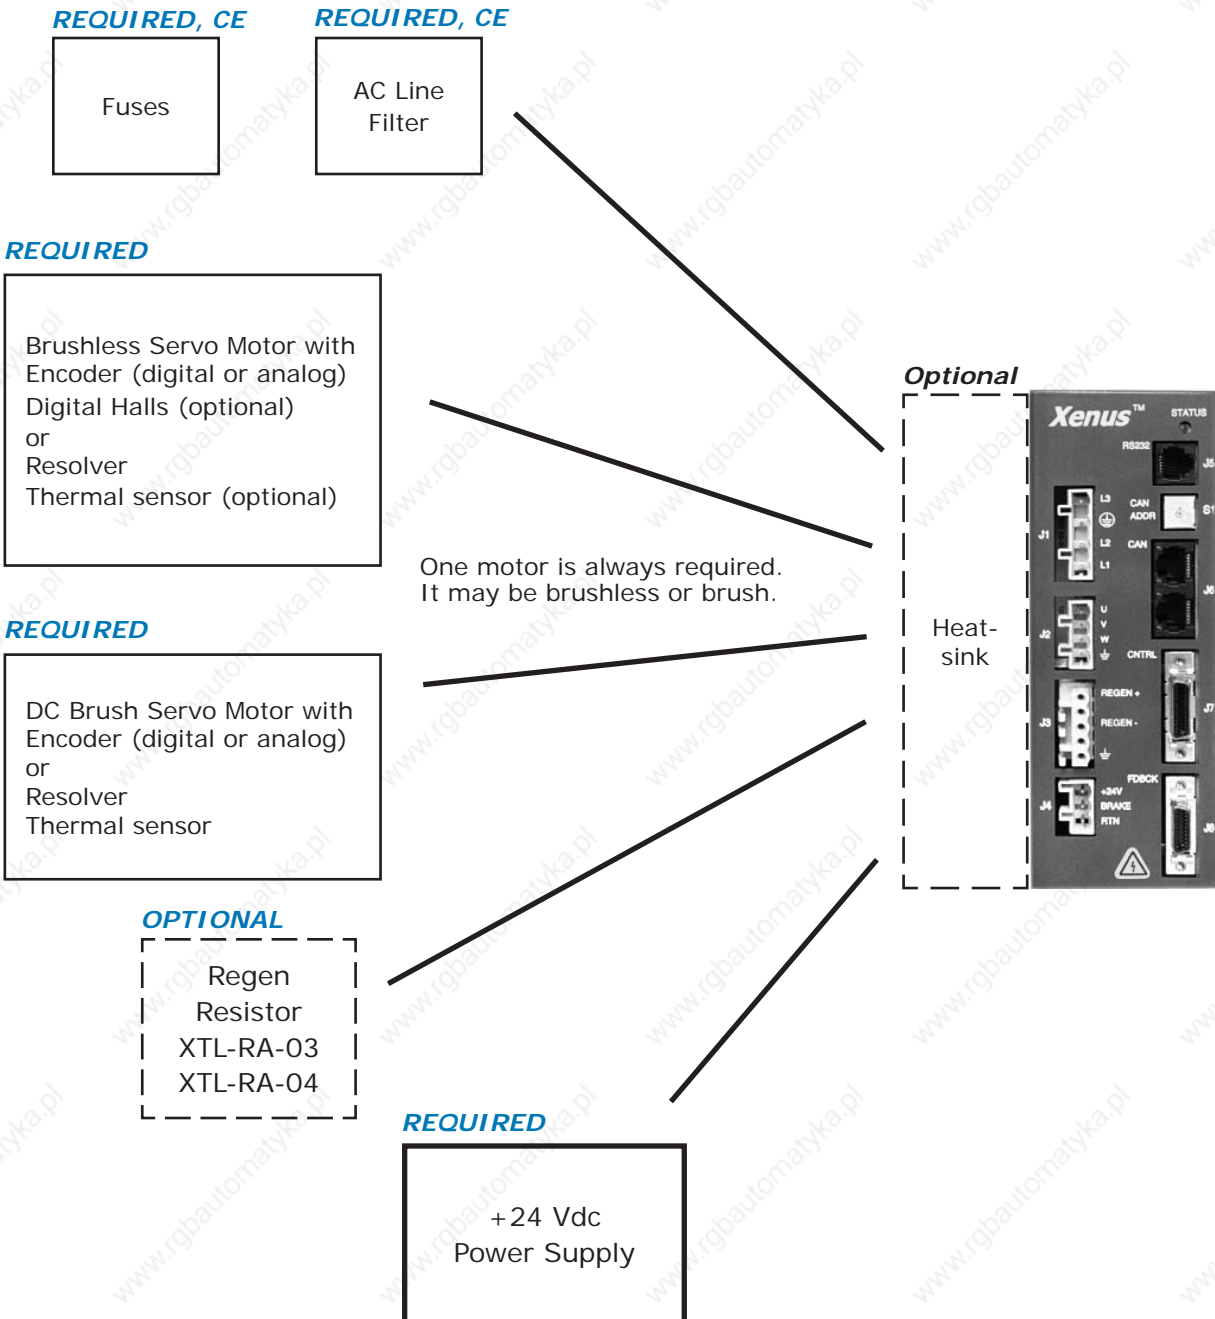 REQUIRED, CE
Fuses
REQUIRED, CE
AC Line
Filter
REQUIRED
Brushless Servo Motor with
Encoder (digital or analog)
Digital Halls (optional)
or
Resolver
Thermal sensor (optional)
One motor is always required.
It may be brushless or brush.
REQUIRED
DC Brush Servo Motor with
Encoder (digital or analog)
or
Resolver
Thermal sensor
OPTIONAL
Regen
Resistor
XTL-RA-03
XTL-RA-04
REQUIRED
+24 Vdc
Power Supply
Optional
Heat-
sink
Xenus™
STATUS
RS232
J5
L3
CAN
ADDR
S1
J1
L2
CAN
L1
J6
U
V
J2
W
CNTRL
REGEN +
J3
REGEN -
J7
FDBCK
+24V
J4
BRAKE
RTN
J8
www.rgbautomatyka.pl